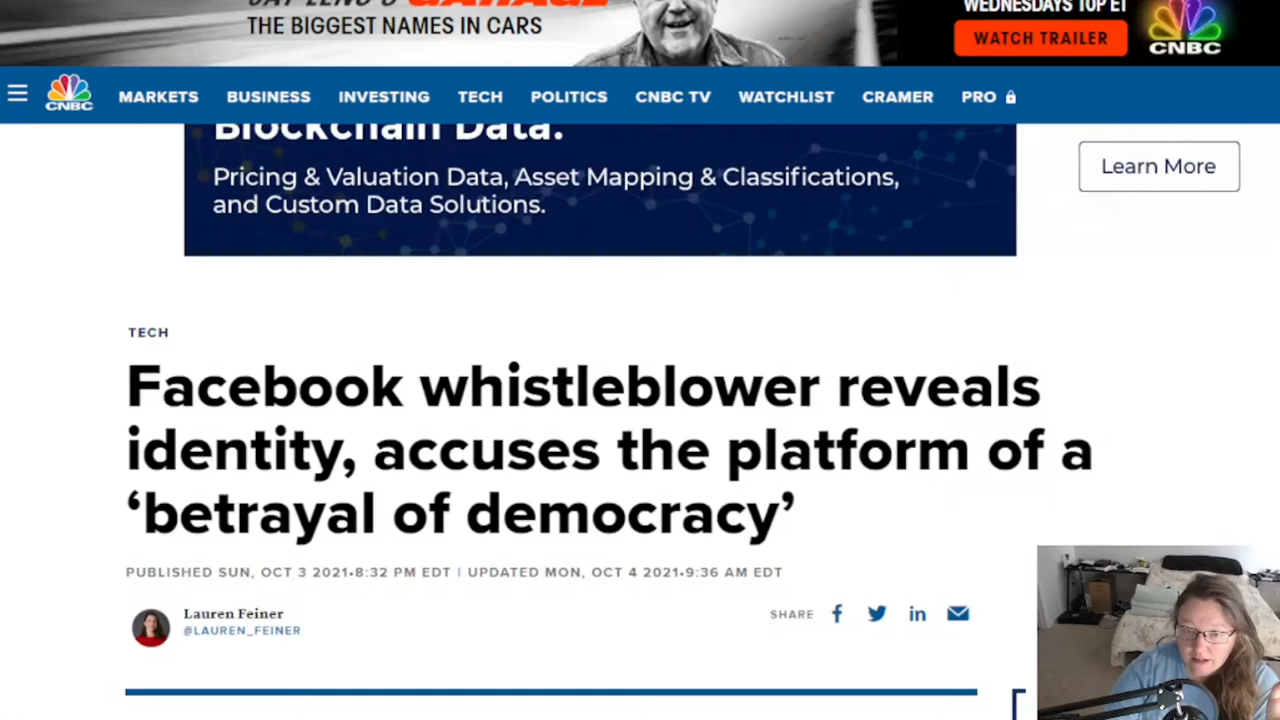 JAY LENO'S GARAGE
THE BIGGEST NAMES IN CARS
WEDNESDAYS 10P ET
WATCH TRAILER
CNBC
CNBC
MARKETS
BUSINESS
INVESTING
TECH
POLITICS
CNBC TV
WATCHLIST
CRAMER
PRO
Blockchain Data.
Pricing & Valuation Data, Asset Mapping & Classifications,
and Custom Data Solutions.
Learn More
TECH
Facebook whistleblower reveals
identity, accuses the platform of a
‘betrayal of democracy’
PUBLISHED SUN, OCT 3 2021•8:32 PM EDT | UPDATED MON, OCT 4 2021•9:36 AM EDT
Lauren Feiner
@LAUREN_FEINER
SHARE